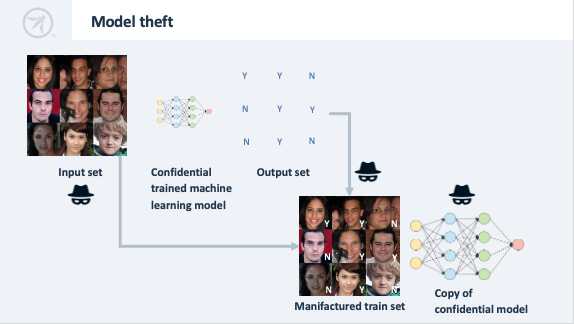 Model theft
Y Y N
N Y Y
N Y N
Input set
Confidential
trained machine
learning model
Output set
Y Y N
N Y Y
N Y N
Manifactured train set
Copy of
confidential model